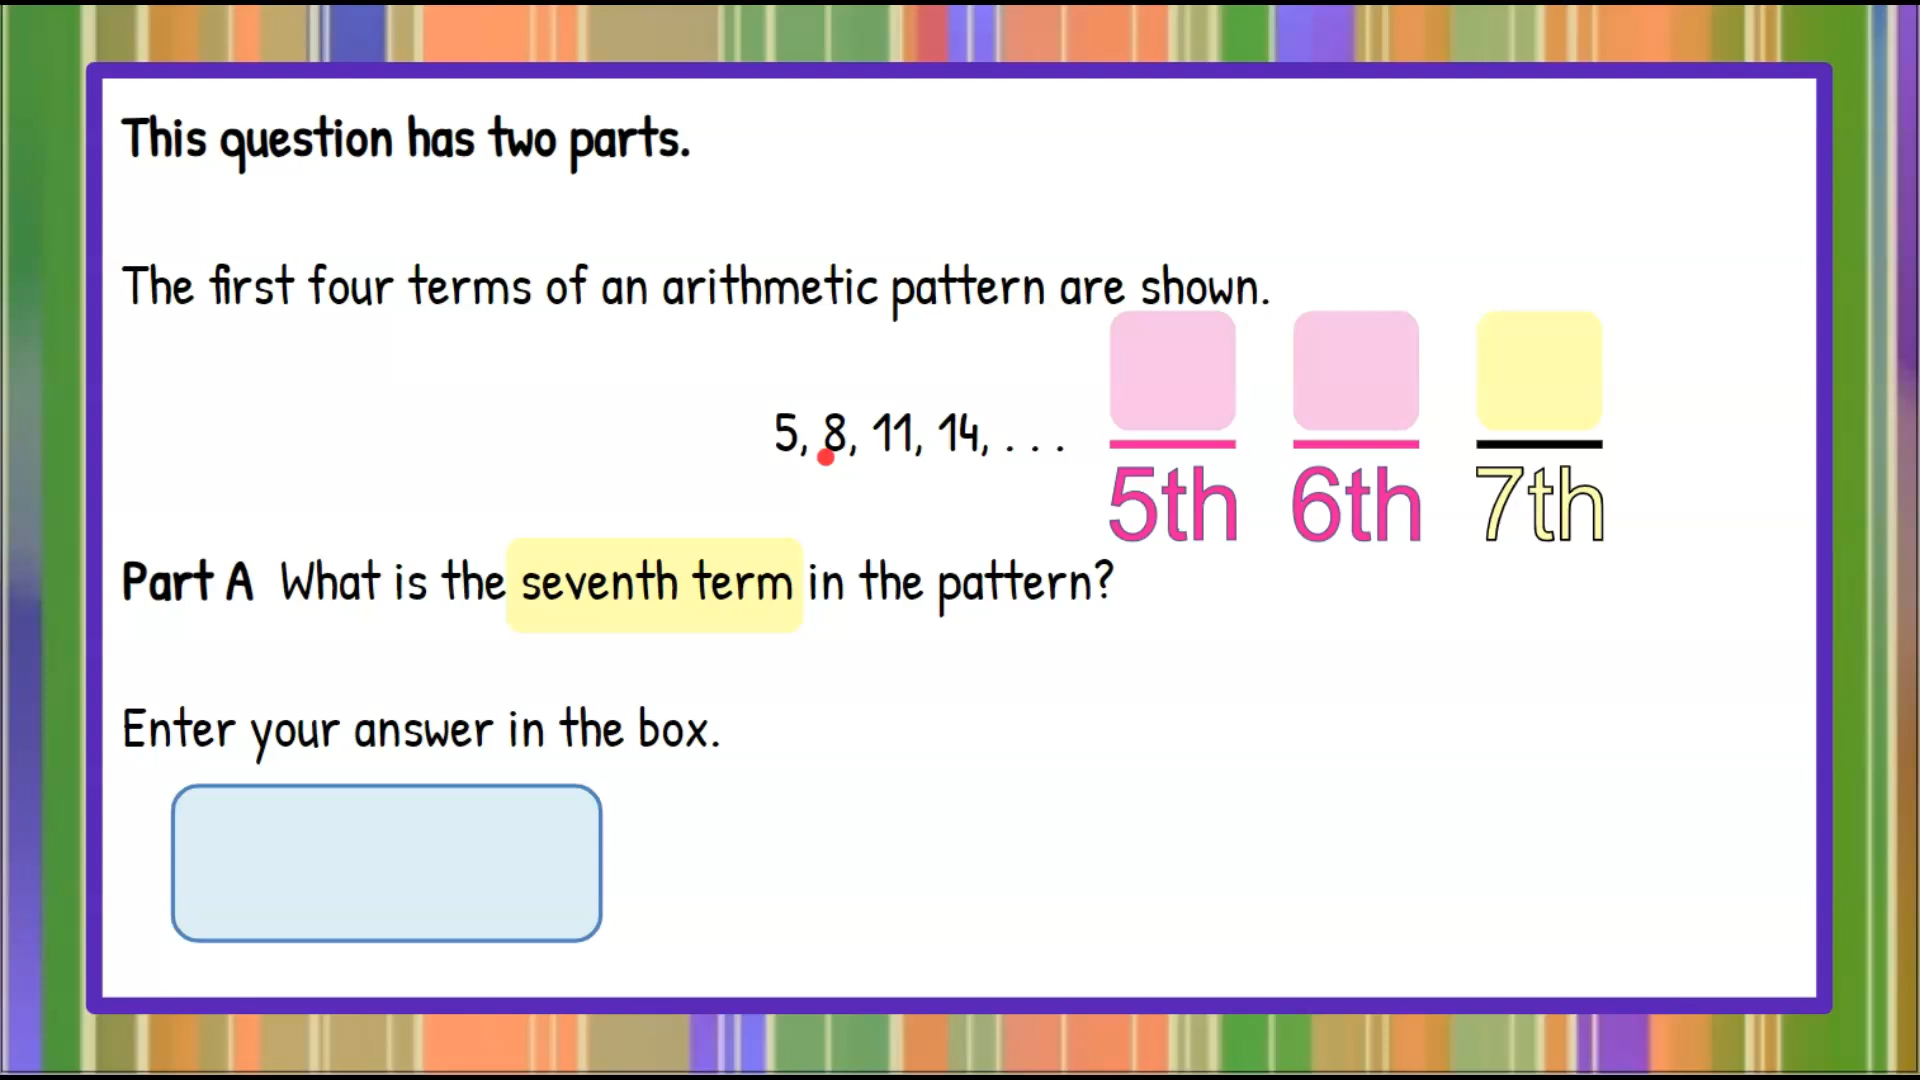 This question has two parts.
The first four terms of an arithmetic pattern are shown.
5, 8, 11, 14, . . .
5th 6th 7th
Part A What is the seventh term in the pattern?
Enter your answer in the box.